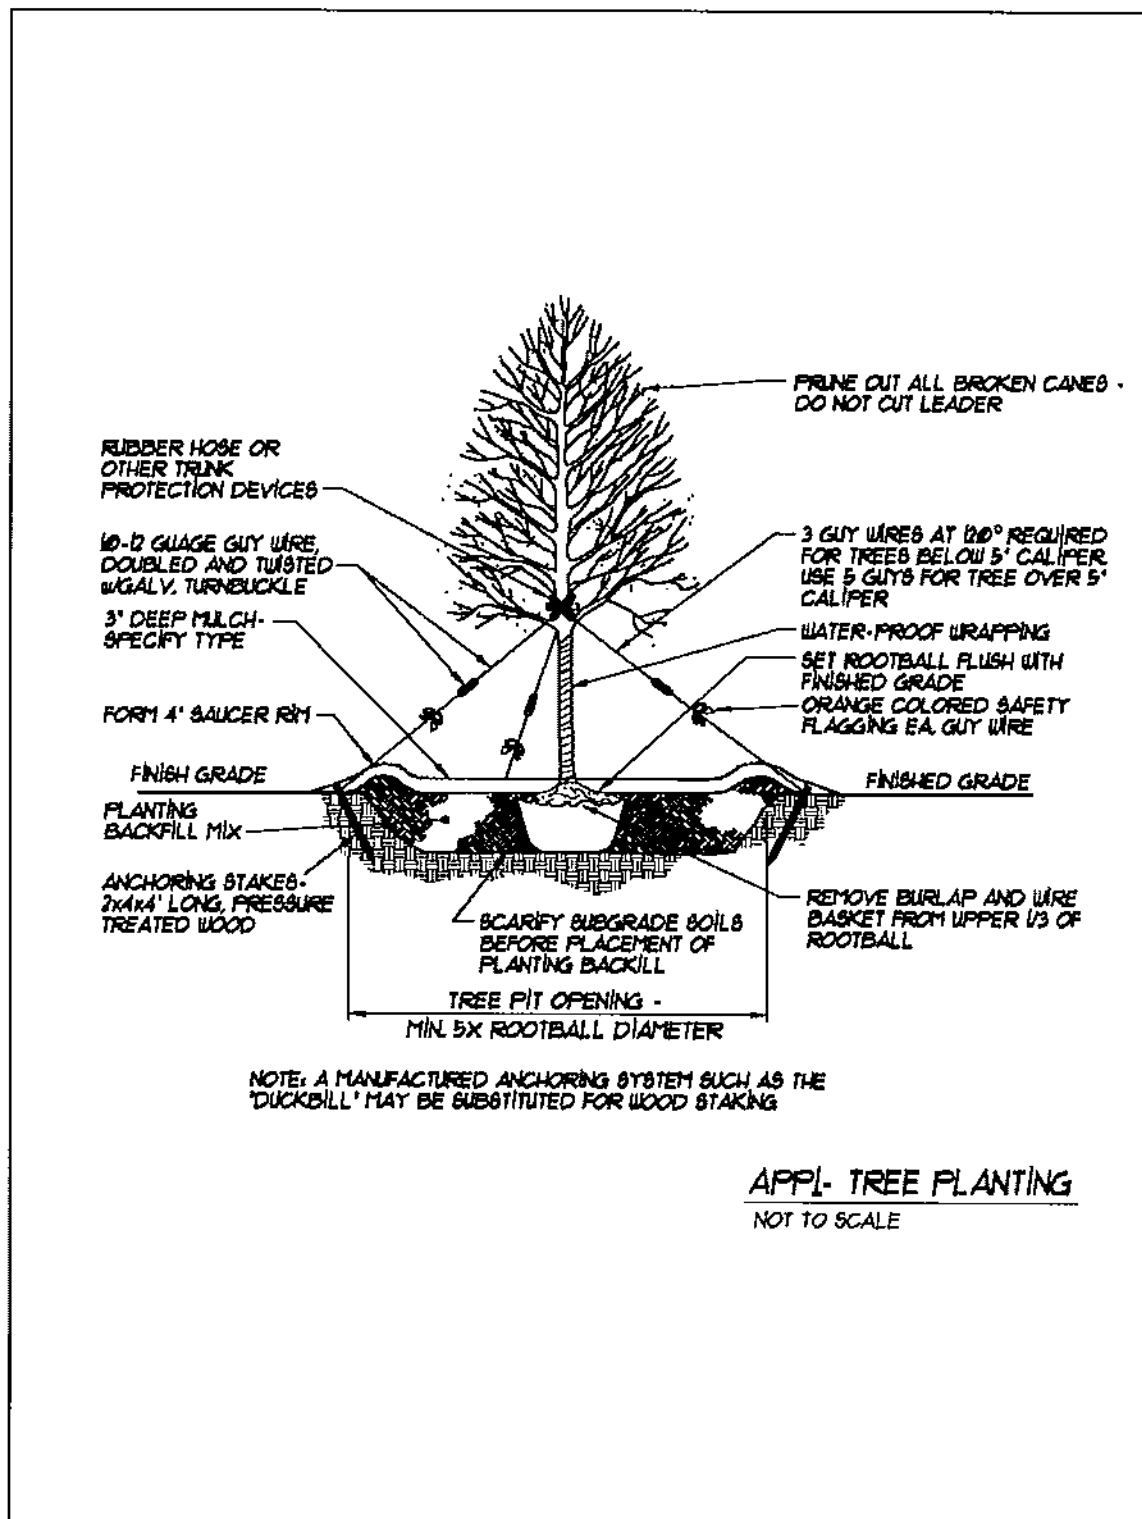 PRUNE OUT ALL BROKEN CANES -
DO NOT CUT LEADER
RUBBER HOSE OR
OTHER TRUNK
PROTECTION DEVICES
10-12 GUAGE GUY WIRE,
DOUBLED AND TWISTED
W/GALV. TURNBUCKLE
3" DEEP MULCH-
SPECIFY TYPE
FORM 4" SAUCER RIM
FINISH GRADE
PLANTING
BACKFILL MIX
ANCHORING STAKES-
2x4x4' LONG, PRESSURE
TREATED WOOD
3 GUY WIRES AT 120° REQUIRED
FOR TREES BELOW 5" CALIPER.
USE 5 GUYS FOR TREE OVER 5"
CALIPER
WATER-PROOF WRAPPING
SET ROOTBALL FLUSH WITH
FINISHED GRADE
ORANGE COLORED SAFETY
FLAGGING EA. GUY WIRE
FINISHED GRADE
REMOVE BURLAP AND WIRE
BASKET FROM UPPER 1/3 OF
ROOTBALL
SCARIFY SUBGRADE SOILS
BEFORE PLACEMENT OF
PLANTING BACKILL
TREE PIT OPENING -
MIN. 5X ROOTBALL DIAMETER
NOTE: A MANUFACTURED ANCHORING SYSTEM SUCH AS THE
"DUCKBILL" MAY BE SUBSTITUTED FOR WOOD STAKING
APP1- TREE PLANTING
NOT TO SCALE